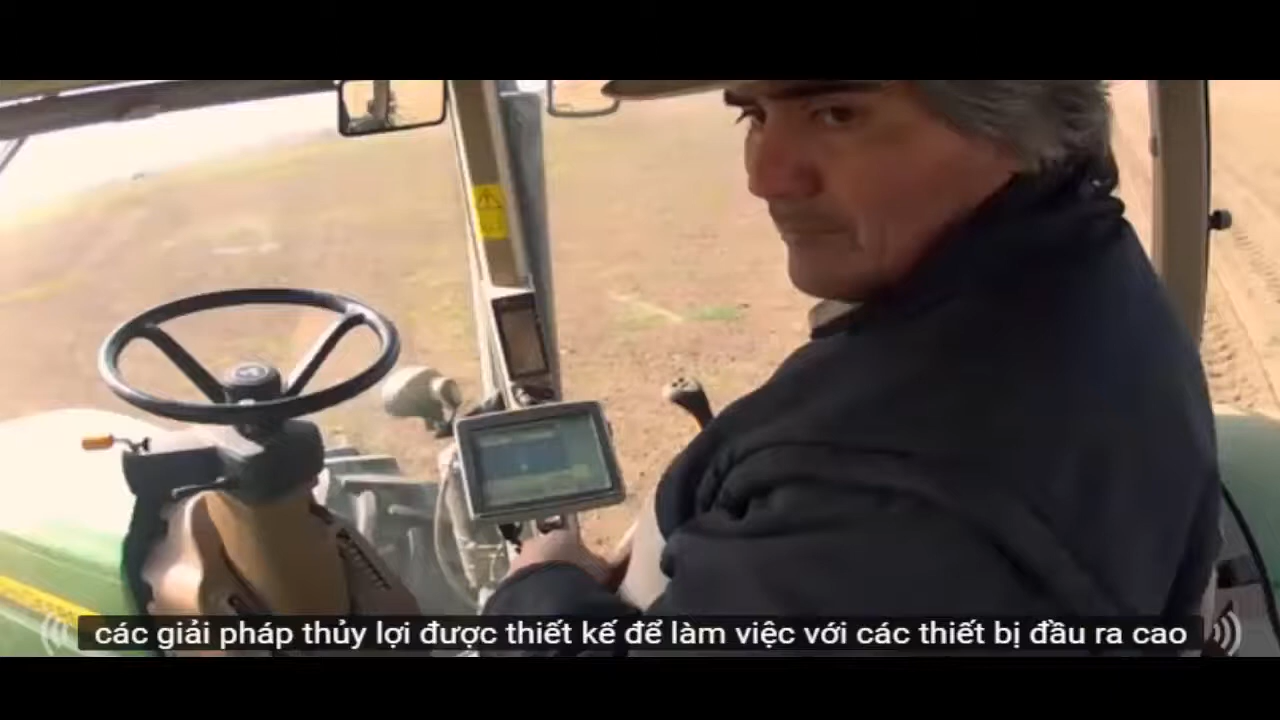 các giải pháp thủy lợi được thiết kế để làm việc với các thiết bị đầu ra cao